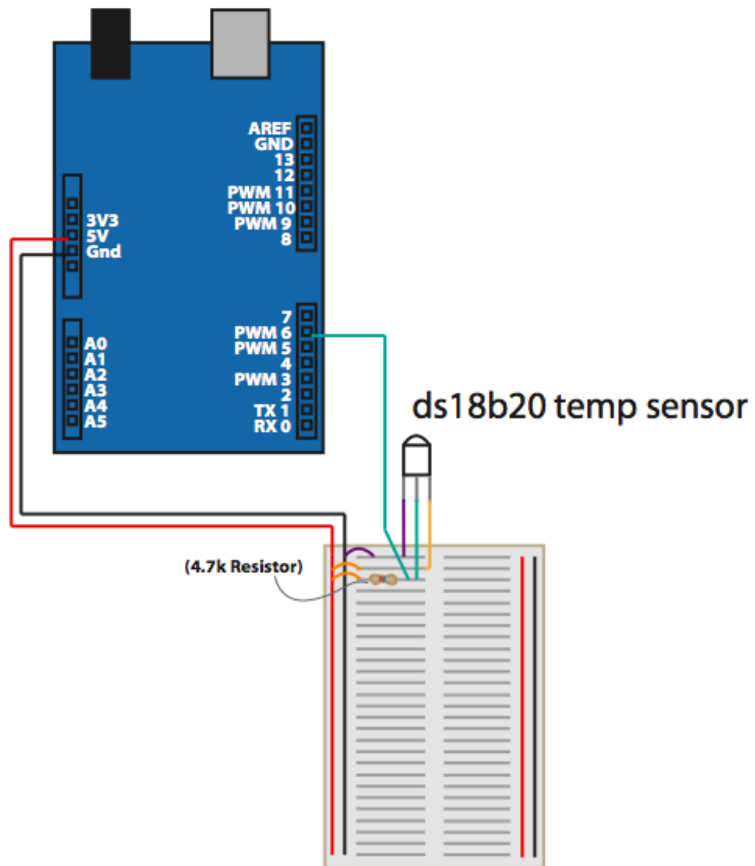 AREF
GND
13
12
PWM 11
PWM 10
PWM 9
8
3V3
5V
Gnd
7
PWM 6
PWM 5
4
PWM 3
2
TX 1
RX 0
A0
A1
A2
A3
A4
A5
ds18b20 temp sensor
(4.7k Resistor)